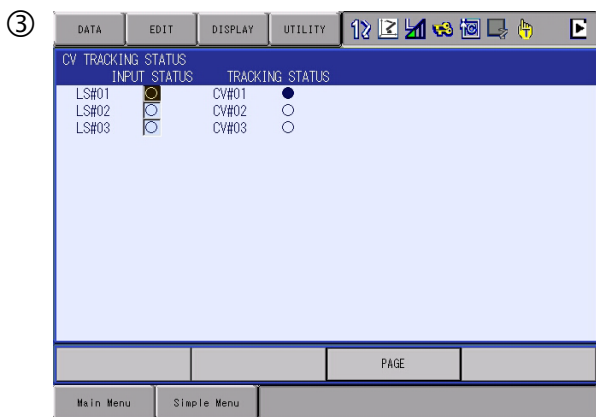 ③
DATA EDIT DISPLAY UTILITY
CV TRACKING STATUS
INPUT STATUS TRACKING STATUS
LS#01 CV#01
LS#02 CV#02
LS#03 CV#03
PAGE
Main Menu Simple Menu